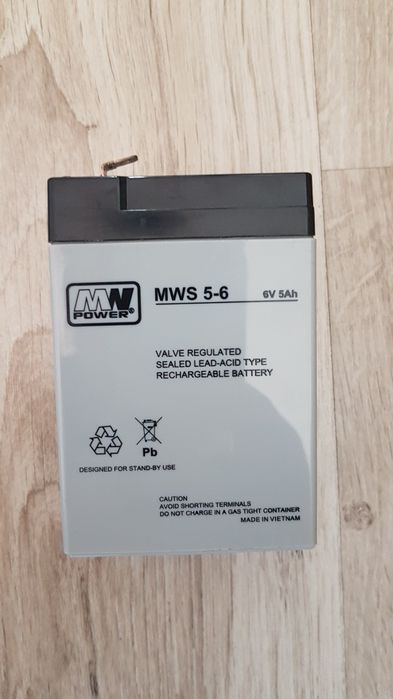 MW
POWER®
MWS 5-6 6V 5Ah
VALVE REGULATED
SEALED LEAD-ACID TYPE
RECHARGEABLE BATTERY
Pb
DESIGNED FOR STAND-BY USE
CAUTION
AVOID SHORTING TERMINALS
DO NOT CHARGE IN A GAS TIGHT CONTAINER
MADE IN VIETNAM